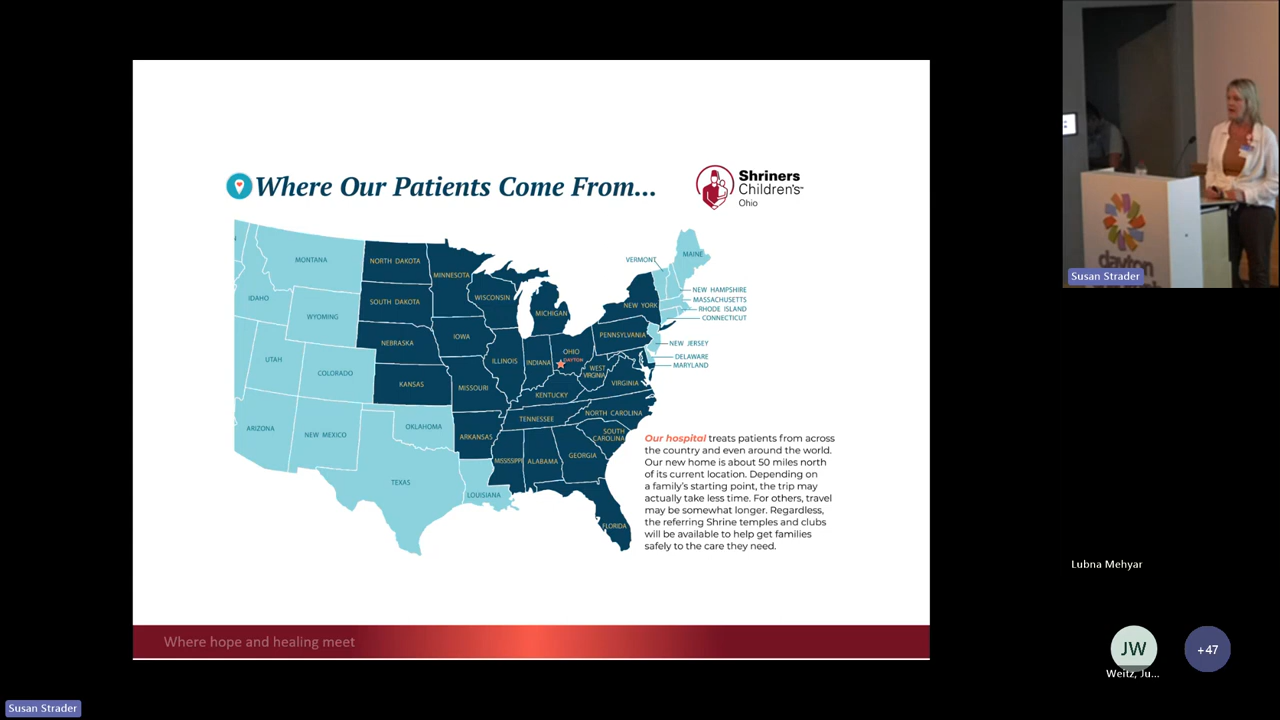 Where Our Patients Come From...
Shriners
Children's™
Ohio
MONTANA
NORTH DAKOTA
MINNESOTA
IDAHO
SOUTH DAKOTA
WISCONSIN
MICHIGAN
NEW YORK
VERMONT
MAINE
NEW HAMPSHIRE
MASSACHUSETTS
RHODE ISLAND
CONNECTICUT
WYOMING
NEBRASKA
IOWA
PENNSYLVANIA
NEW JERSEY
UTAH
COLORADO
ILLINOIS
INDIANA
OHIO
DAYTON
WEST
VIRGINIA
DELAWARE
MARYLAND
KANSAS
MISSOURI
KENTUCKY
VIRGINIA
ARIZONA
NEW MEXICO
OKLAHOMA
ARKANSAS
TENNESSEE
NORTH CAROLINA
SOUTH
CAROLINA
MISSISSIPPI
ALABAMA
GEORGIA
TEXAS
LOUISIANA
FLORIDA
Our hospital treats patients from across
the country and even around the world.
Our new home is about 50 miles north
of its current location. Depending on
a family's starting point, the trip may
actually take less time. For others, travel
may be somewhat longer. Regardless,
the referring Shrine temples and clubs
will be available to help get families
safely to the care they need.
Where hope and healing meet
dayton
Susan Strader
Lubna Mehyar
JW
+47
Weitz, Ju...
Susan Strader